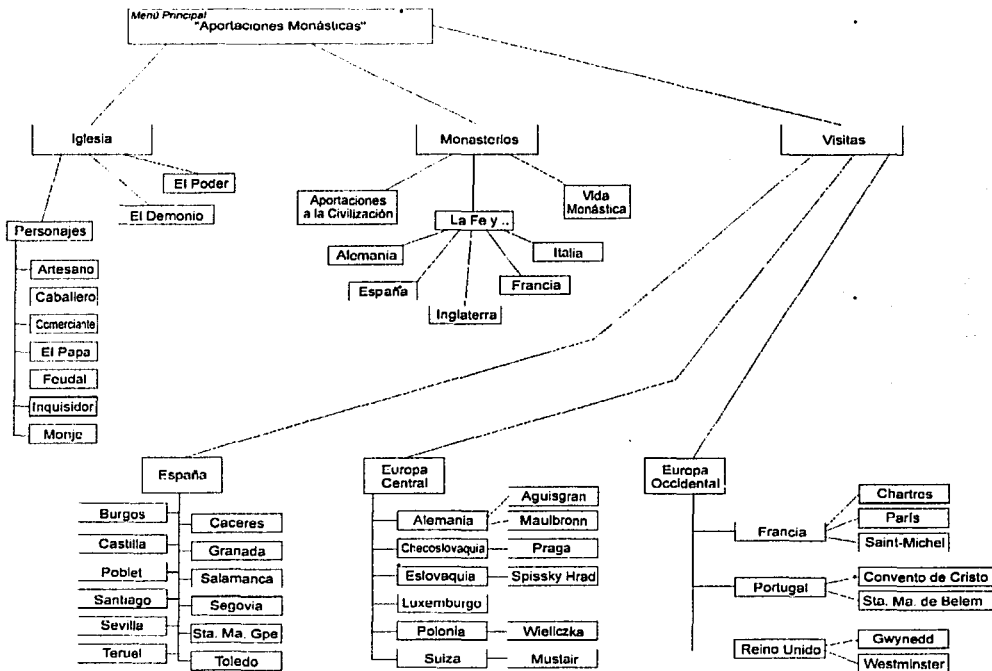 Menú Principal
"Aportaciones Monásticas"
Iglesia
Monasterios
Visitas
El Poder
El Demonio
Personajes
Artesano
Caballero
Comerciante
El Papa
Feudal
Inquisidor
Monje
Aportaciones
a la Civilización
Vida
Monástica
La Fe y ..
Alemania
Italia
España
Francia
Inglaterra
España
Burgos
Caceres
Castilla
Granada
Poblet
Salamanca
Santiago
Segovia
Sevilla
Sta. Ma. Gpe
Teruel
Toledo
Europa
Central
Alemania
Aguisgran
Maulbronn
Checoslovaquia
Praga
Eslovaquia
Spissky Hrad
Luxemburgo
Polonia
Wieliczka
Suiza
Mustair
Europa
Occidental
Francia
Chartres
París
Saint-Michel
Portugal
Convento de Cristo
Sta. Ma. de Belem
Reino Unido
Gwynedd
Westminster